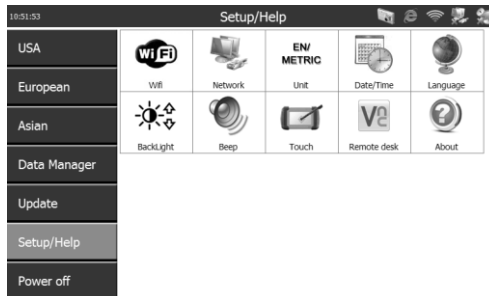 10:51:53
Setup/Help
USA
European
Asian
Data Manager
Update
Setup/Help
Power off
WiFi
EN/
METRIC
Wifi
Network
Unit
Date/Time
Language
VNC
BackLight
Beep
Touch
Remote desk
About